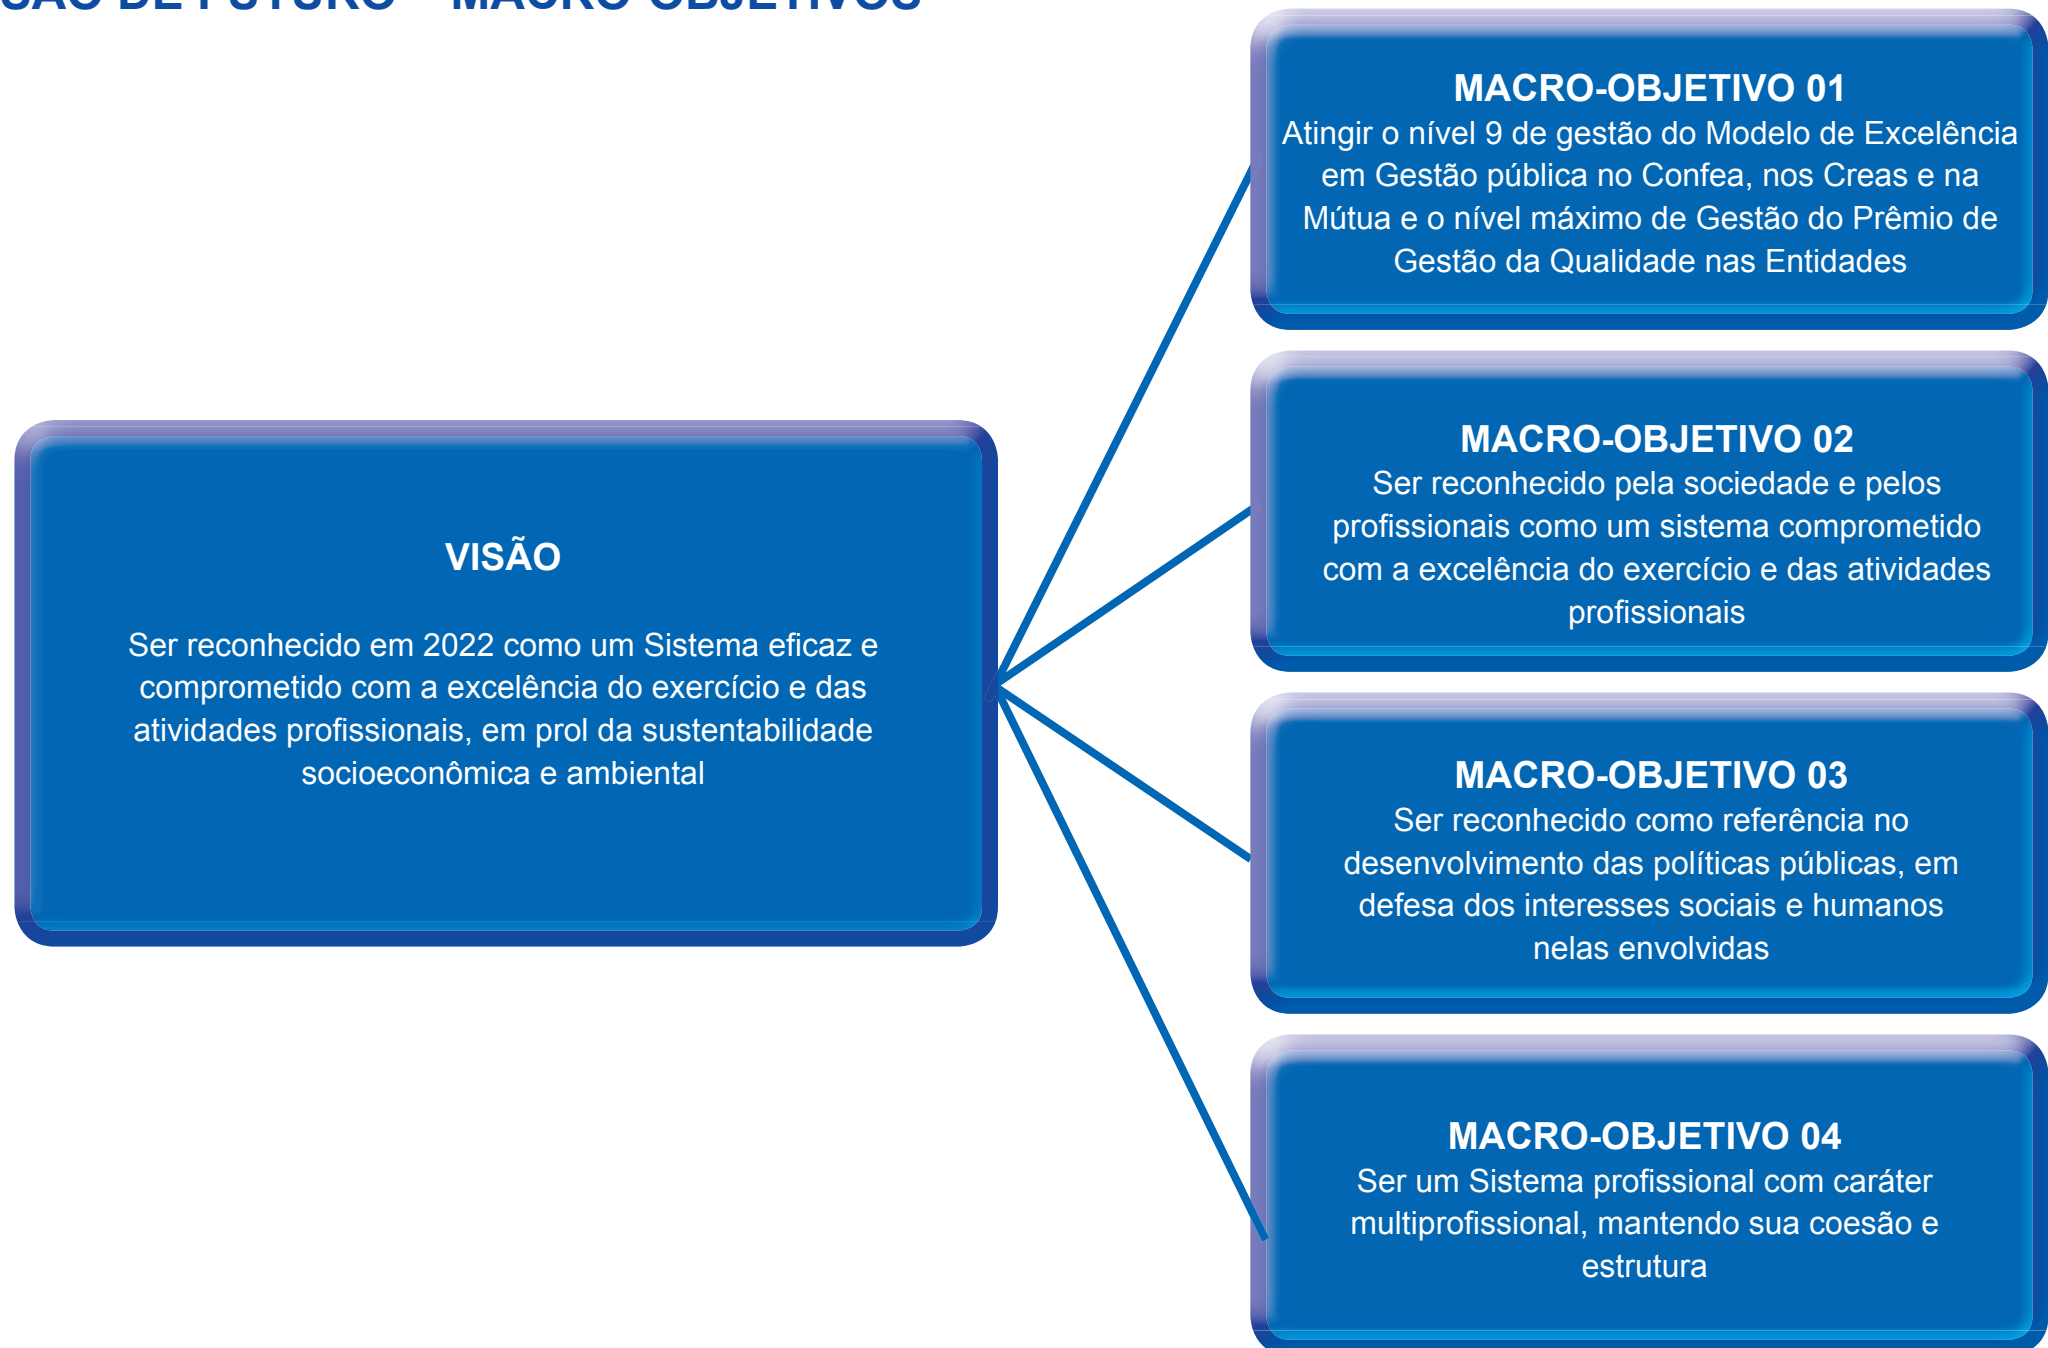 SÃO DE FUTURO – MACRO-OBJETIVOS
VISÃO
Ser reconhecido em 2022 como um Sistema eficaz e
comprometido com a excelência do exercício e das
atividades profissionais, em prol da sustentabilidade
socioeconômica e ambiental
MACRO-OBJETIVO 01
Atingir o nível 9 de gestão do Modelo de Excelência
em Gestão pública no Confea, nos Creas e na
Mútua e o nível máximo de Gestão do Prêmio de
Gestão da Qualidade nas Entidades
MACRO-OBJETIVO 02
Ser reconhecido pela sociedade e pelos
profissionais como um sistema comprometido
com a excelência do exercício e das atividades
profissionais
MACRO-OBJETIVO 03
Ser reconhecido como referência no
desenvolvimento das políticas públicas, em
defesa dos interesses sociais e humanos
nelas envolvidas
MACRO-OBJETIVO 04
Ser um Sistema profissional com caráter
multiprofissional, mantendo sua coesão e
estrutura